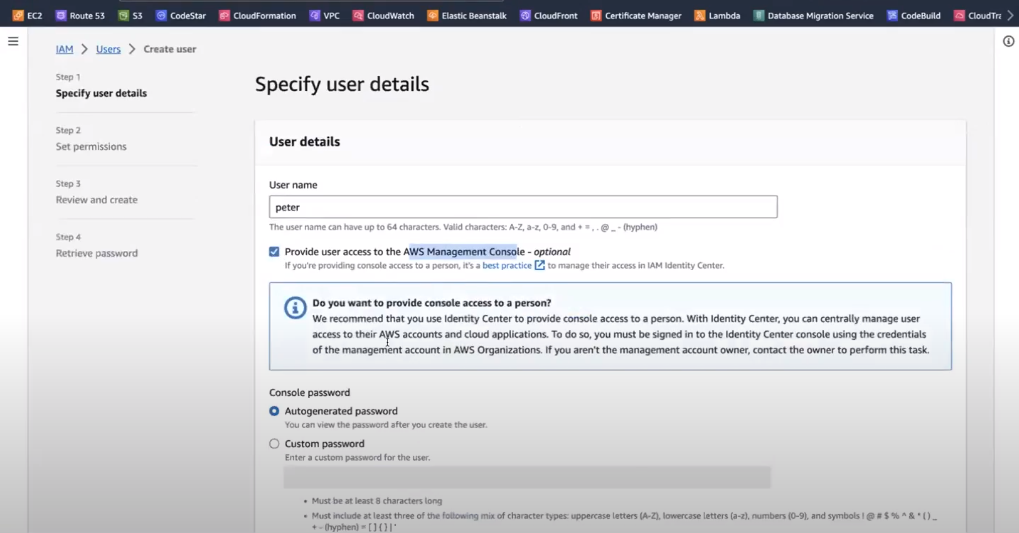 EC2 Route 53 S3 CodeStar CloudFormation VPC CloudWatch Elastic Beanstalk CloudFront Certificate Manager Lambda Database Migration Service CodeBuild CloudTra
IAM > Users > Create user
Step 1
Specify user details
Step 2
Set permissions
Step 3
Review and create
Step 4
Retrieve password
Specify user details
User details
User name
peter
The user name can have up to 64 characters. Valid characters: A-Z, a-z, 0-9, and + = , . @ _ - (hyphen)
Provide user access to the AWS Management Console - optional
If you're providing console access to a person, it's a best practice to manage their access in IAM Identity Center.
Do you want to provide console access to a person?
We recommend that you use Identity Center to provide console access to a person. With Identity Center, you can centrally manage user
access to their AWS accounts and cloud applications. To do so, you must be signed in to the Identity Center console using the credentials
of the management account in AWS Organizations. If you aren't the management account owner, contact the owner to perform this task.
Console password
Autogenerated password
You can view the password after you create the user.
Custom password
Enter a custom password for the user.
• Must be at least 8 characters long
• Must include at least three of the following mix of character types: uppercase letters (A-Z), lowercase letters (a-z), numbers (0-9), and symbols ! @ # $ % ^ & * ( ) _
+ - (hyphen) = [ ] { } | '